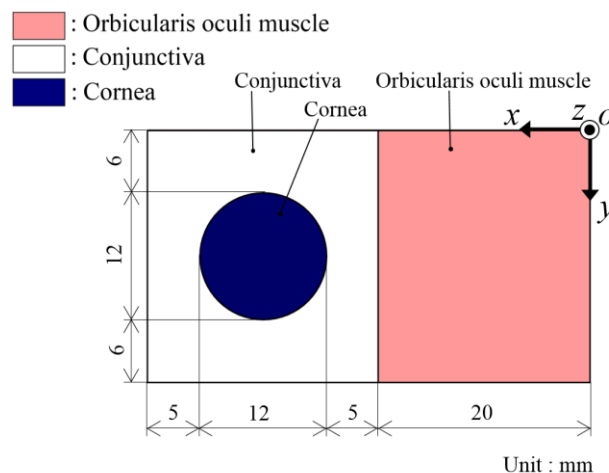 : Orbicularis oculi muscle
: Conjunctiva
: Cornea
Conjunctiva
Orbicularis oculi muscle
Cornea
x
z
o
y
6
12
6
5
12
5
20
Unit : mm